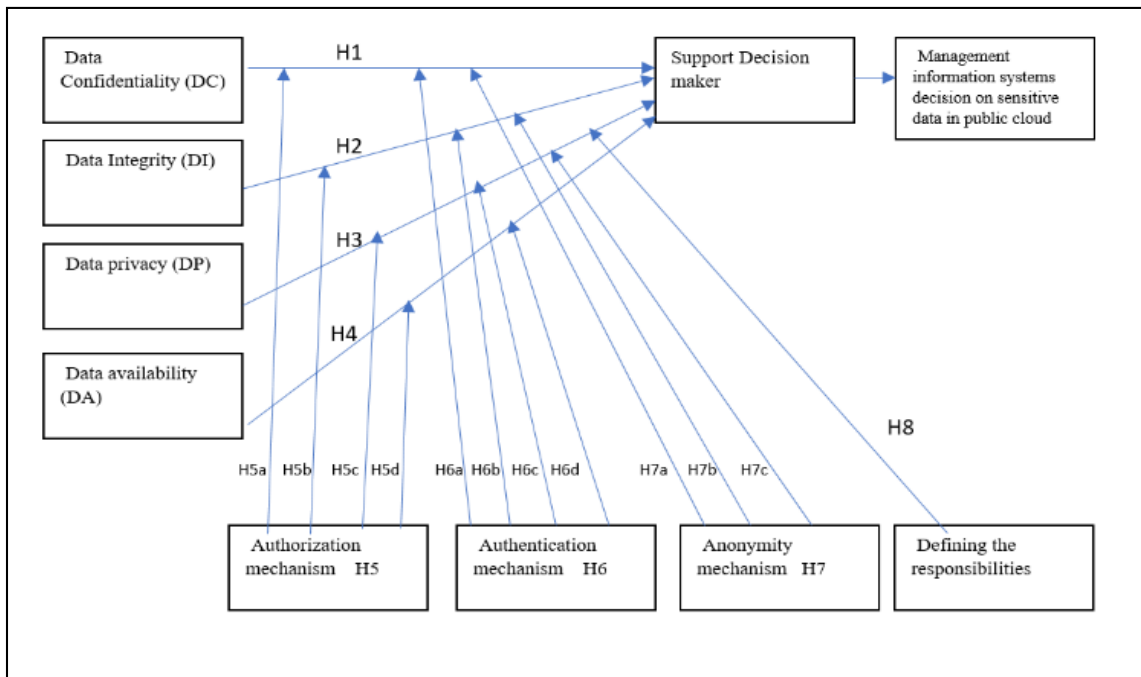 Data
Confidentiality (DC)
H1
Support Decision
maker
Management
information systems
decision on sensitive
data in public cloud
Data Integrity (DI)
H2
Data privacy (DP)
H3
Data availability
(DA)
H4
H8
H5a
H5b
H5c
H5d
H6a
H6b
H6c
H6d
H7a
H7b
H7c
Authorization
mechanism H5
Authentication
mechanism H6
Anonymity
mechanism H7
Defining the
responsibilities